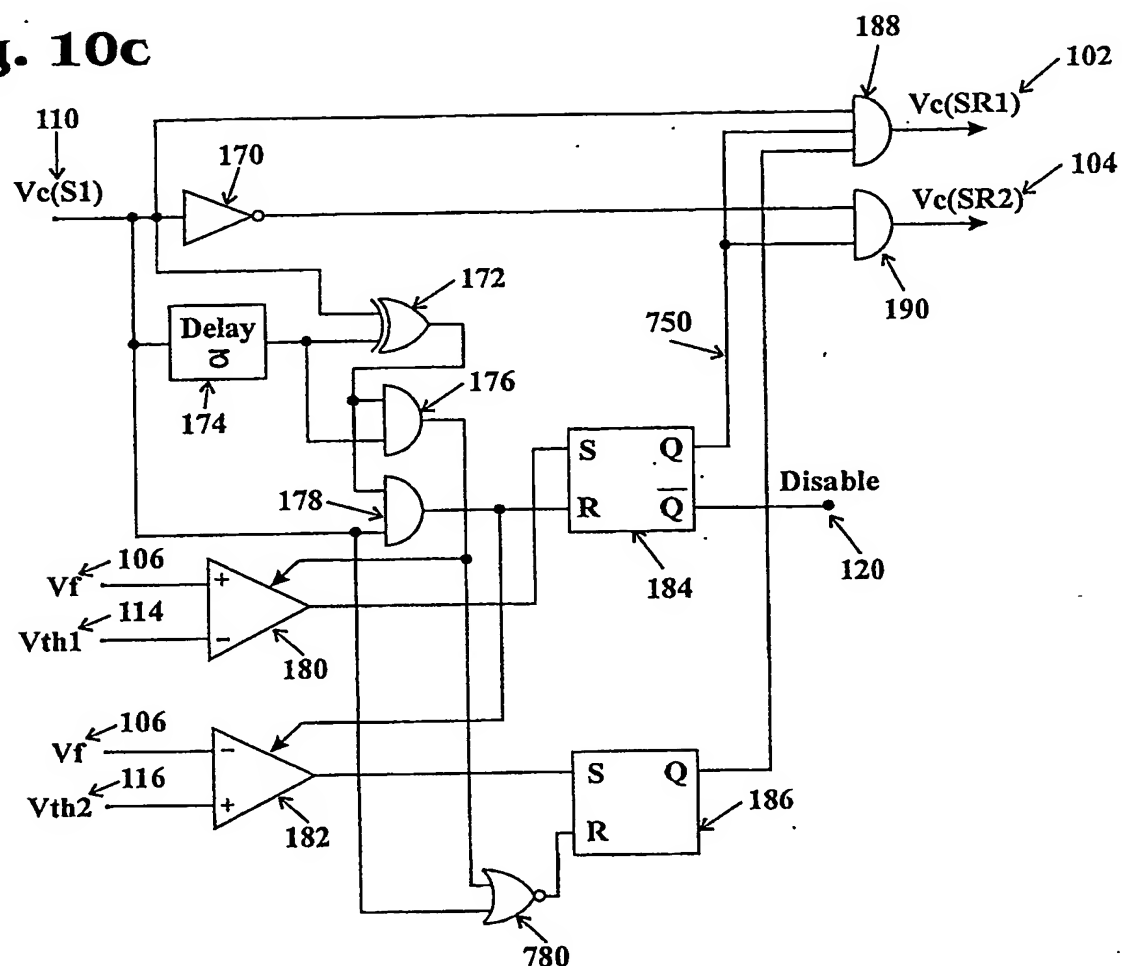 g. 10c
188
102
Vc(SR1)
110
170
Vc(S1)
104
Vc(SR2)
172
190
Delay
750
174
176
S Q
Disable
178
R Q̅
106
Vf
120
184
114
Vth1
180
106
Vf
116
S Q
186
Vth2
182
R
780